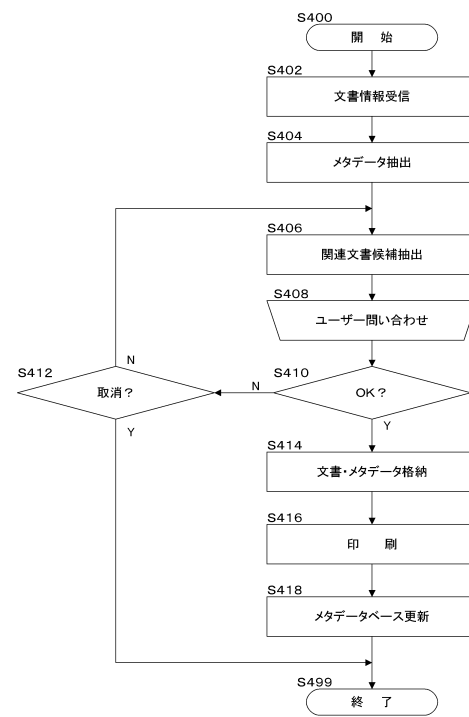 S400
開　始
S402
文書情報受信
S404
メタデータ抽出
S406
関連文書候補抽出
S408
ユーザー問い合わせ
S410
OK？
N
Y
S412
取消？
N
Y
S414
文書・メタデータ格納
S416
印　刷
S418
メタデータベース更新
S499
終　了